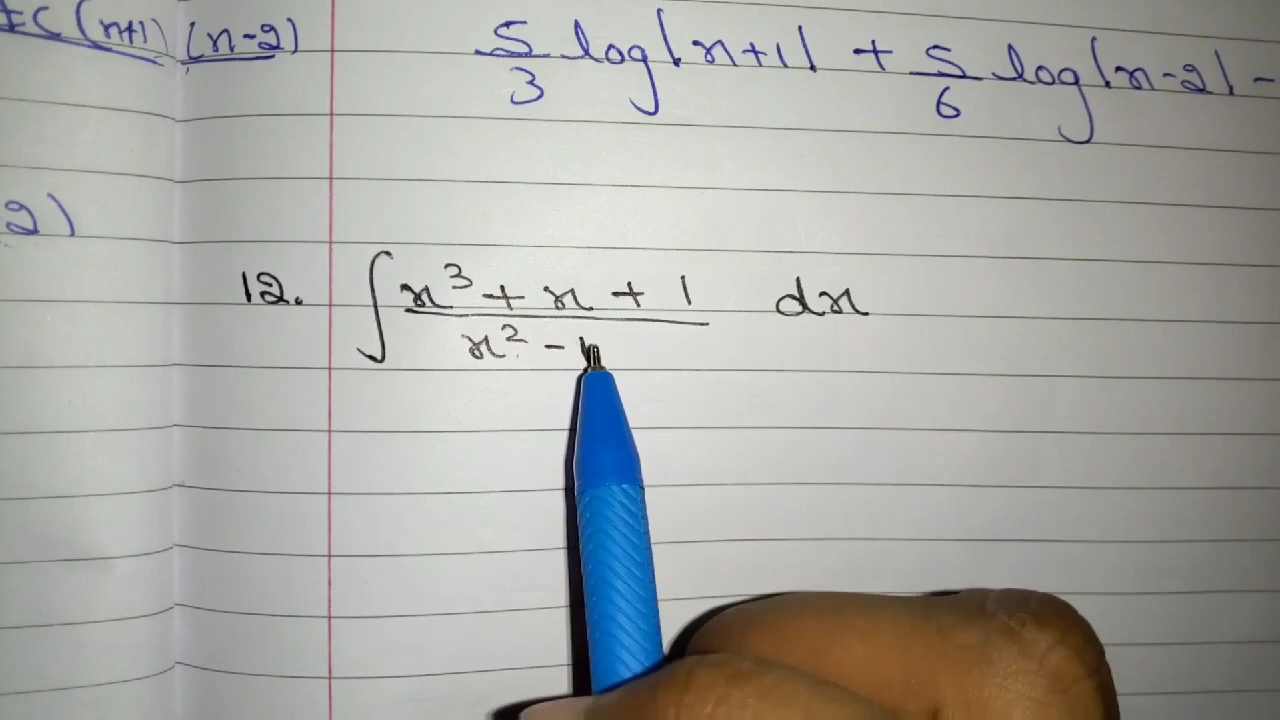 (n+1) (n-2)
5/3 log|n+1| + 5/6 log|n-2| -
2)
12. ∫ x³ + x + 1 / x² - 1 dx